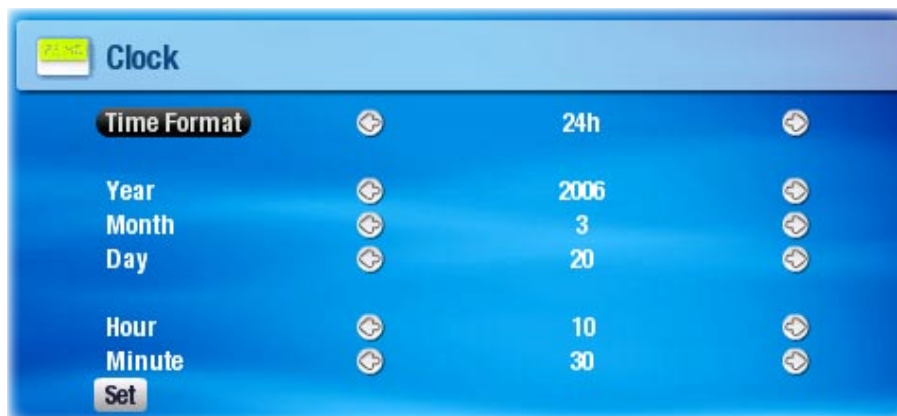 Clock
Time Format 24h
Year 2006
Month 3
Day 20
Hour 10
Minute 30
Set